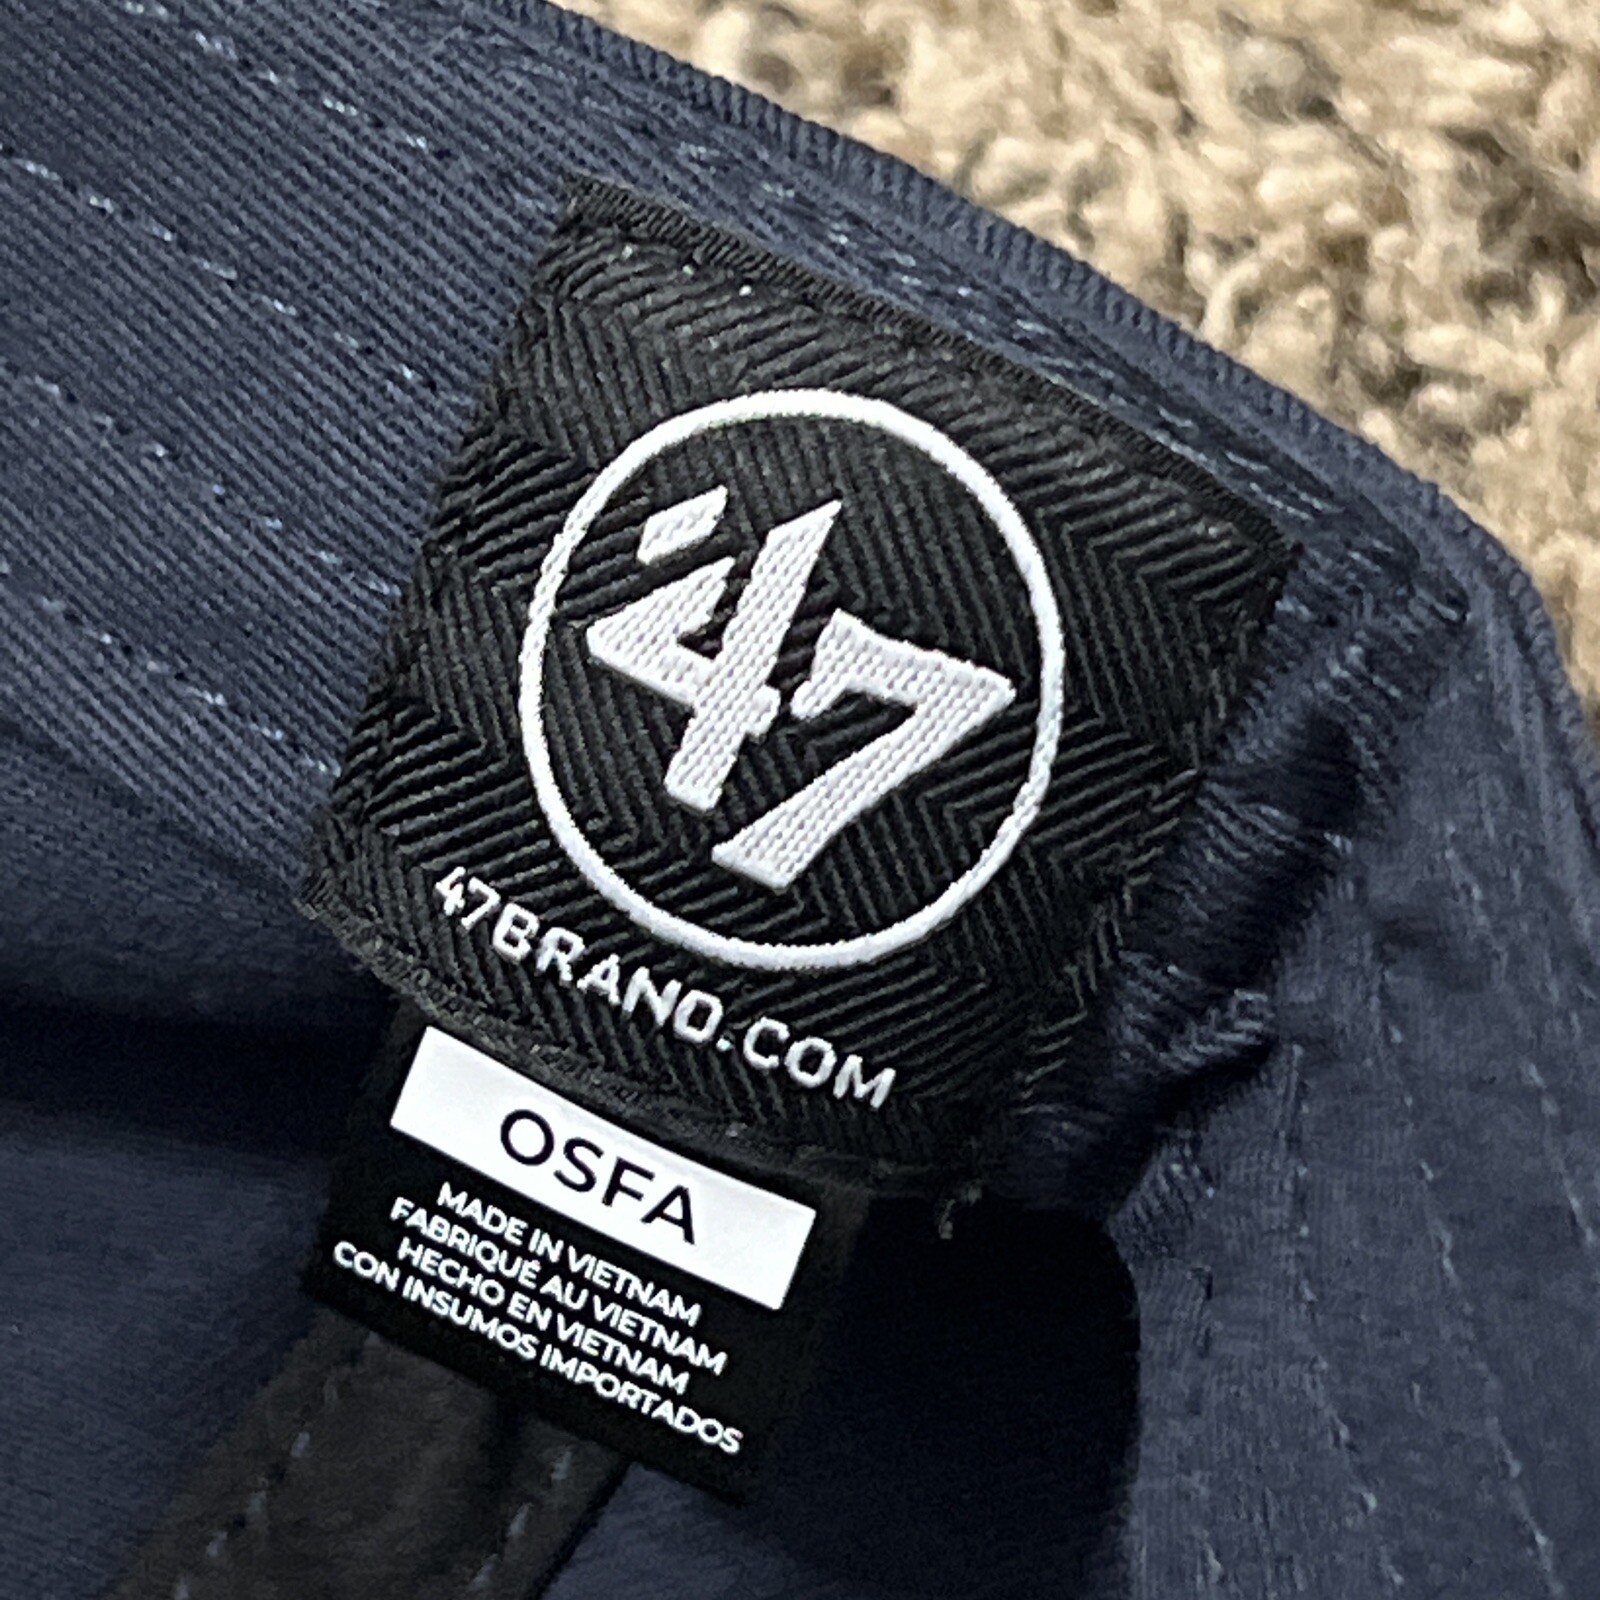 '47
47BRAND.COM
OSFA
MADE IN VIETNAM
FABRIQUÉ AU VIETNAM
HECHO EN VIETNAM
CON INSUMOS IMPORTADOS